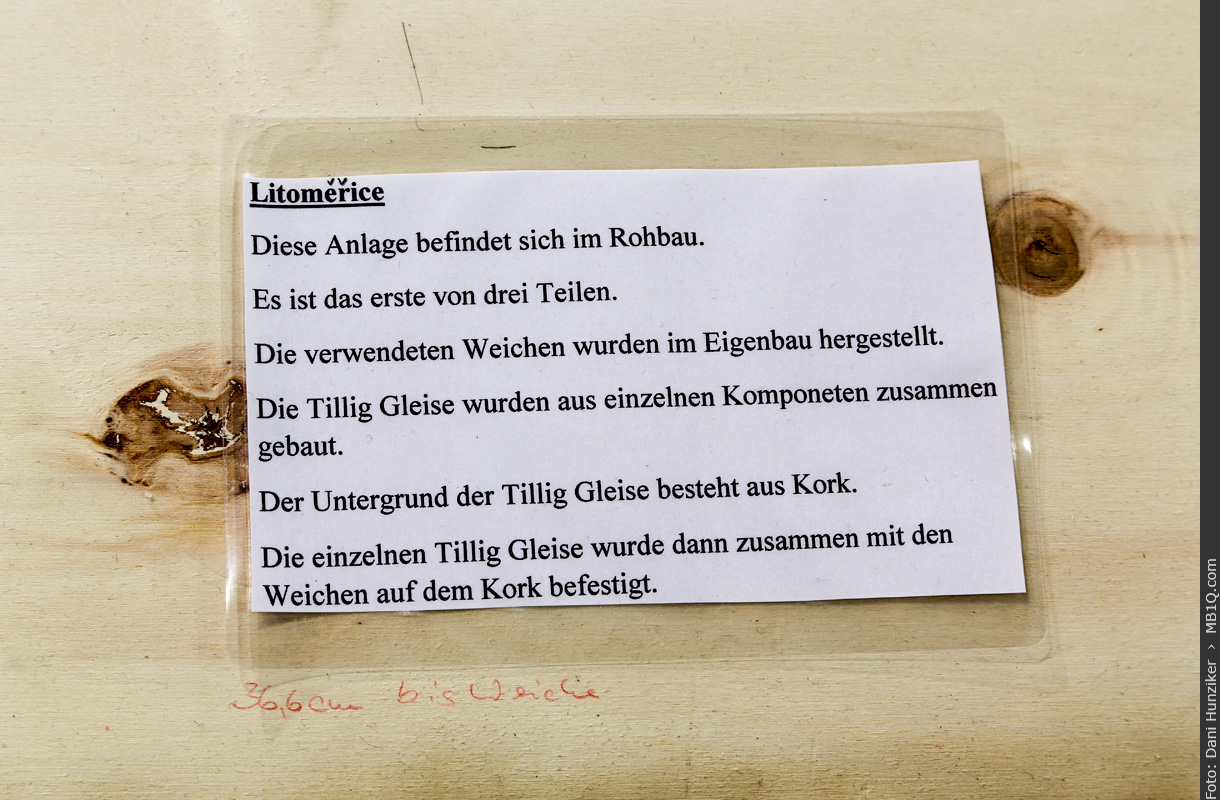 Litoměřice
Diese Anlage befindet sich im Rohbau.
Es ist das erste von drei Teilen.
Die verwendeten Weichen wurden im Eigenbau hergestellt.
Die Tillig Gleise wurden aus einzelnen Komponeten zusammen
gebaut.
Der Untergrund der Tillig Gleise besteht aus Kork.
Die einzelnen Tillig Gleise wurde dann zusammen mit den
Weichen auf dem Kork befestigt.
36,6cm bis Weiche
Foto: Dani Hunziker › MB1Q.com